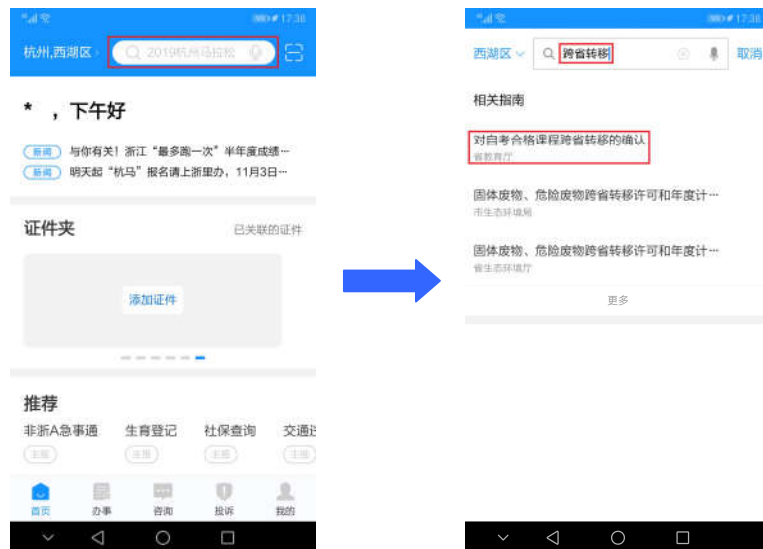 17:38
杭州,西湖区
2019杭州马拉松
* ，下午好
新闻 与你有关！浙江“最多跑一次”半年度成绩…
新闻 明天起“杭马”报名请上浙里办，11月3日…
证件夹 已关联的证件
添加证件
推荐
非浙A急事通 生育登记 社保查询 交通违
首页 办事 咨询 投诉 我的
17:38
西湖区 跨省转移 取消
相关指南
对自考合格课程跨省转移的确认
省教育厅
固体废物、危险废物跨省转移许可和年度计…
市生态环境局
固体废物、危险废物跨省转移许可和年度计…
省生态环境厅
更多